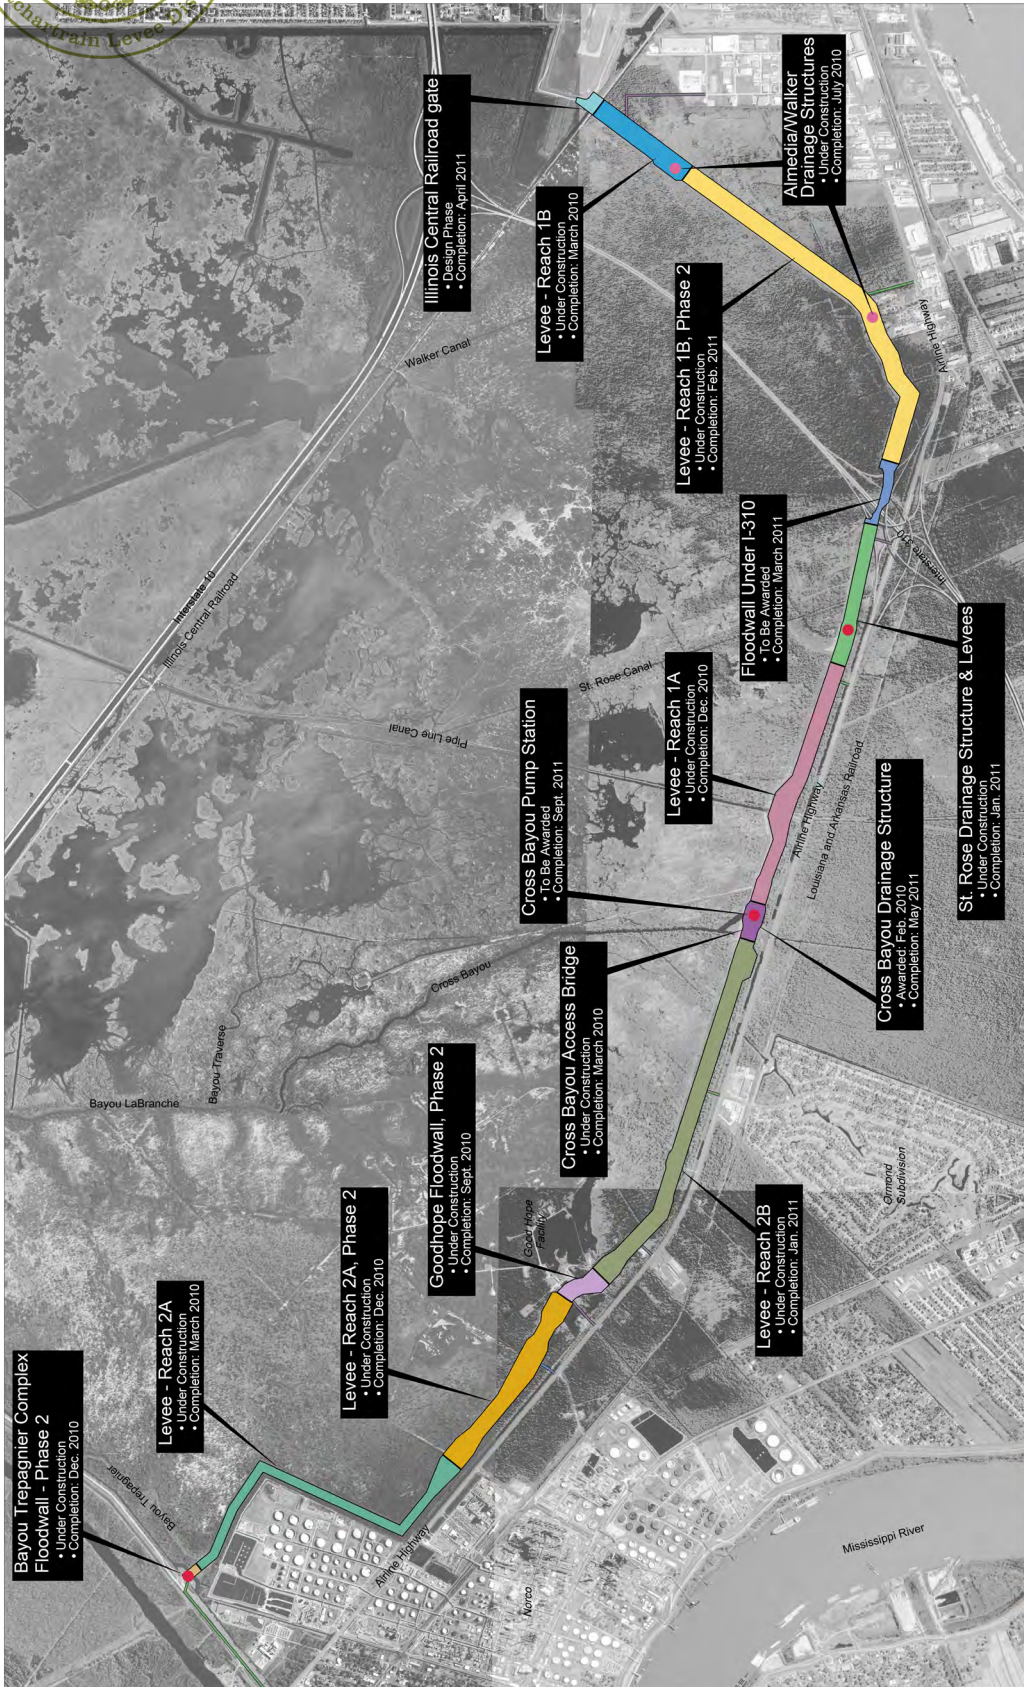 Bayou Trepagnier Complex
Floodwall - Phase 2
• Under Construction
• Completion: Dec. 2010
Levee - Reach 2A
• Under Construction
• Completion: March 2010
Levee - Reach 2A, Phase 2
• Under Construction
• Completion: Dec. 2010
Goodhope Floodwall, Phase 2
• Under Construction
• Completion: Sept. 2010
Cross Bayou Access Bridge
• Under Construction
• Completion: March 2010
Cross Bayou Pump Station
• To Be Awarded
• Completion: Sept. 2011
Levee - Reach 1A
• Under Construction
• Completion: Dec. 2010
Floodwall Under I-310
• To Be Awarded
• Completion: March 2011
Levee - Reach 1B, Phase 2
• Under Construction
• Completion: Feb. 2011
Levee - Reach 1B
• Under Construction
• Completion: March 2010
Illinois Central Railroad gate
• Design Phase
• Completion: April 2011
Almedia/Walker
Drainage Structures
• Under Construction
• Completion: July 2010
St. Rose Drainage Structure & Levees
• Under Construction
• Completion: Jan. 2011
Cross Bayou Drainage Structure
• Awarded: Feb. 2010
• Completion: May 2011
Levee - Reach 2B
• Under Construction
• Completion: Jan. 2011
Bayou Trepagnier
Bayou LaBranche
Bayou Traverse
Cross Bayou
Pipe Line Canal
Interstate 10
Illinois Central Railroad
Walker Canal
St. Rose Canal
Good Hope
Facility
Airline Highway
Norco
Mississippi River
Ormond
Subdivision
Airline Highway
Louisiana and Arkansas Railroad
Interstate 310
Airline Highway
Levee